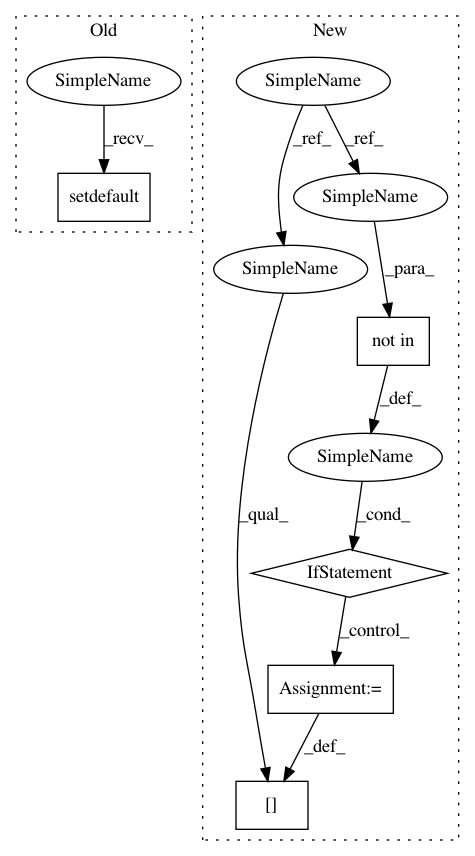 Old
New
SimpleName
SimpleName
_recv_
_ref_
_ref_
setdefault
SimpleName
SimpleName
_para_
not in
_def_
SimpleName
_qual_
_cond_
IfStatement
_control_
Assignment:=
_def_
[]